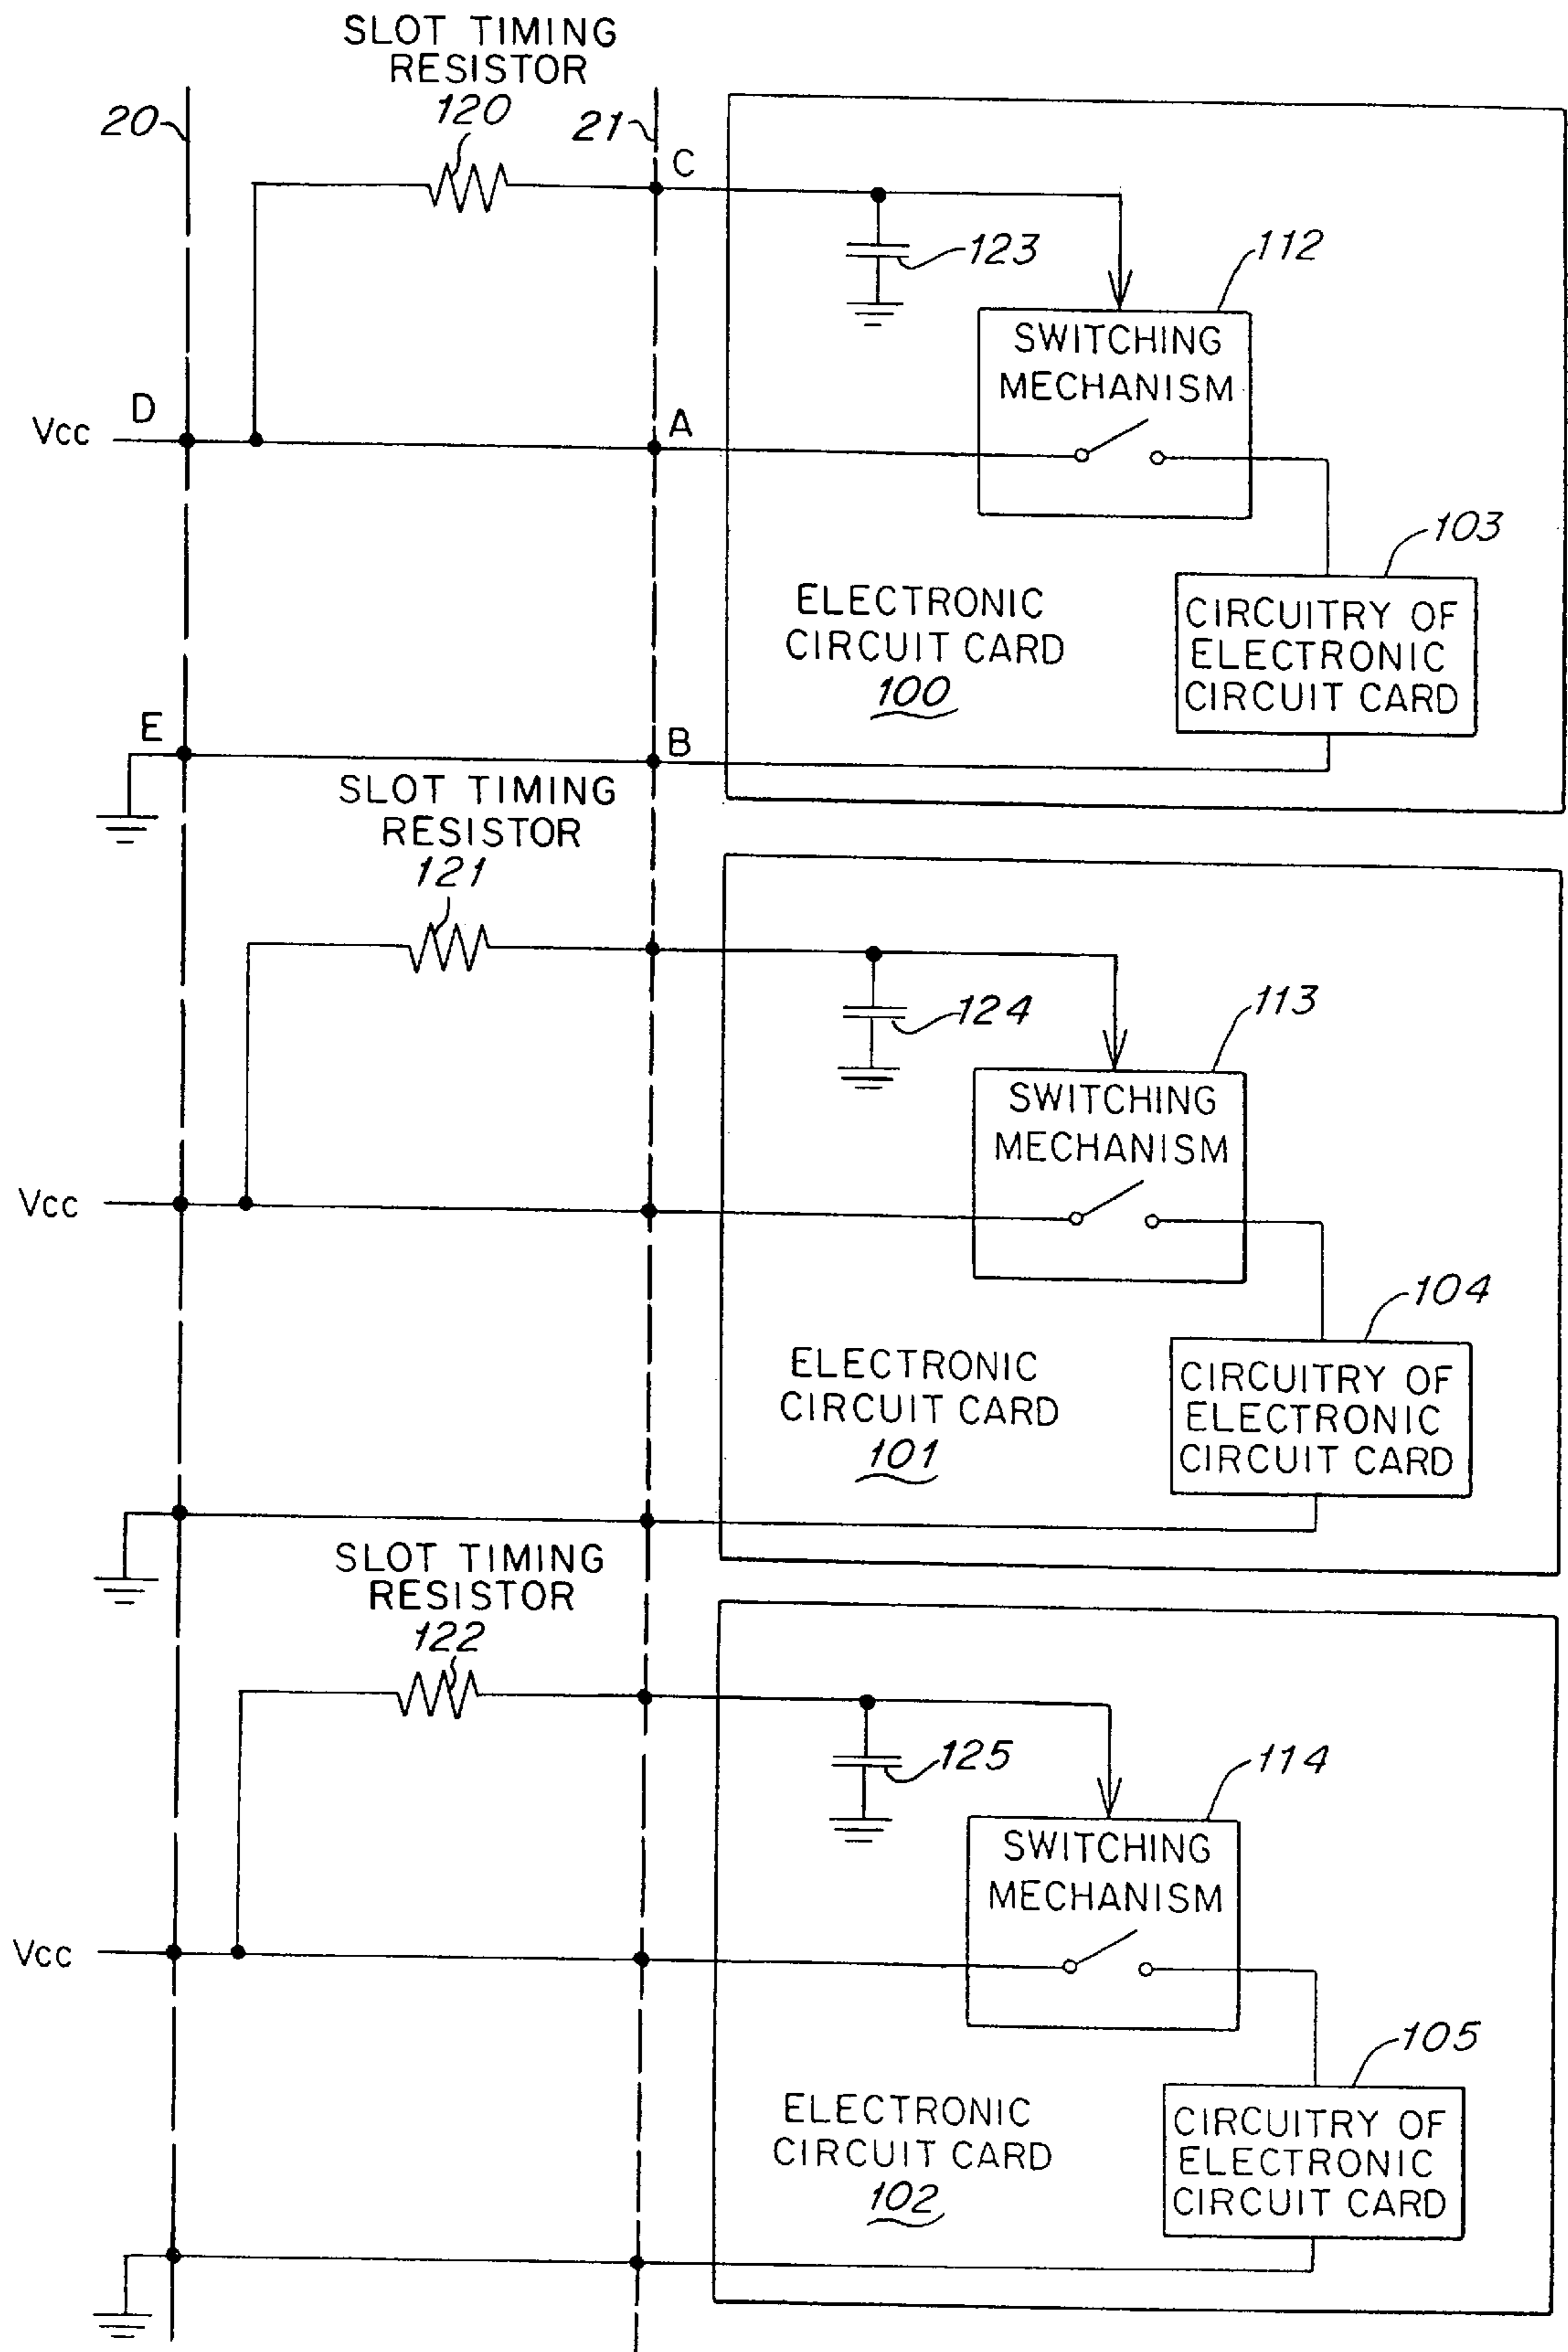 SLOT TIMING
RESISTOR
120
20
21
C
123
112
SWITCHING
MECHANISM
Vcc
D
A
103
ELECTRONIC
CIRCUIT CARD
100
CIRCUITRY OF
ELECTRONIC
CIRCUIT CARD
E
B
SLOT TIMING
RESISTOR
121
124
113
SWITCHING
MECHANISM
Vcc
104
ELECTRONIC
CIRCUIT CARD
101
CIRCUITRY OF
ELECTRONIC
CIRCUIT CARD
SLOT TIMING
RESISTOR
122
125
114
SWITCHING
MECHANISM
Vcc
105
ELECTRONIC
CIRCUIT CARD
102
CIRCUITRY OF
ELECTRONIC
CIRCUIT CARD